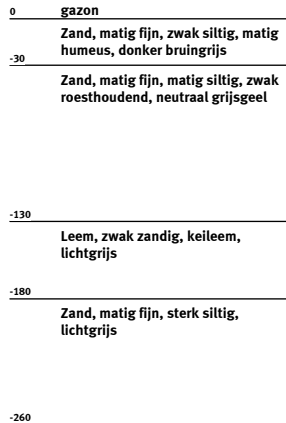 0 gazon
Zand, matig fijn, zwak siltig, matig
humeus, donker bruingrijs
-30
Zand, matig fijn, matig siltig, zwak
roesthoudend, neutraal grijsgeel
-130
Leem, zwak zandig, keileem,
lichtgrijs
-180
Zand, matig fijn, sterk siltig,
lichtgrijs
-260